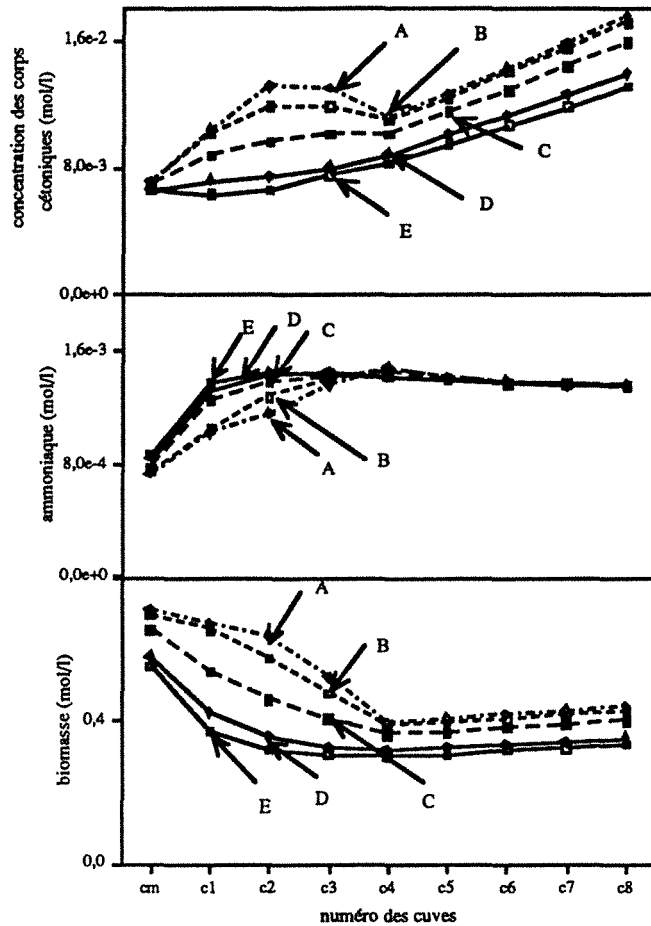 concentration des corps
cétoniques (mol/l)
1,6e-2
8,0e-3
0,0e+0
A
B
C
D
E
ammoniaque (mol/l)
1,6e-3
8,0e-4
0,0e+0
E
D
C
A
B
biomasse (mol/l)
0,4
0,0
A
B
C
D
E
cm c1 c2 c3 c4 c5 c6 c7 c8
numéro des cuves